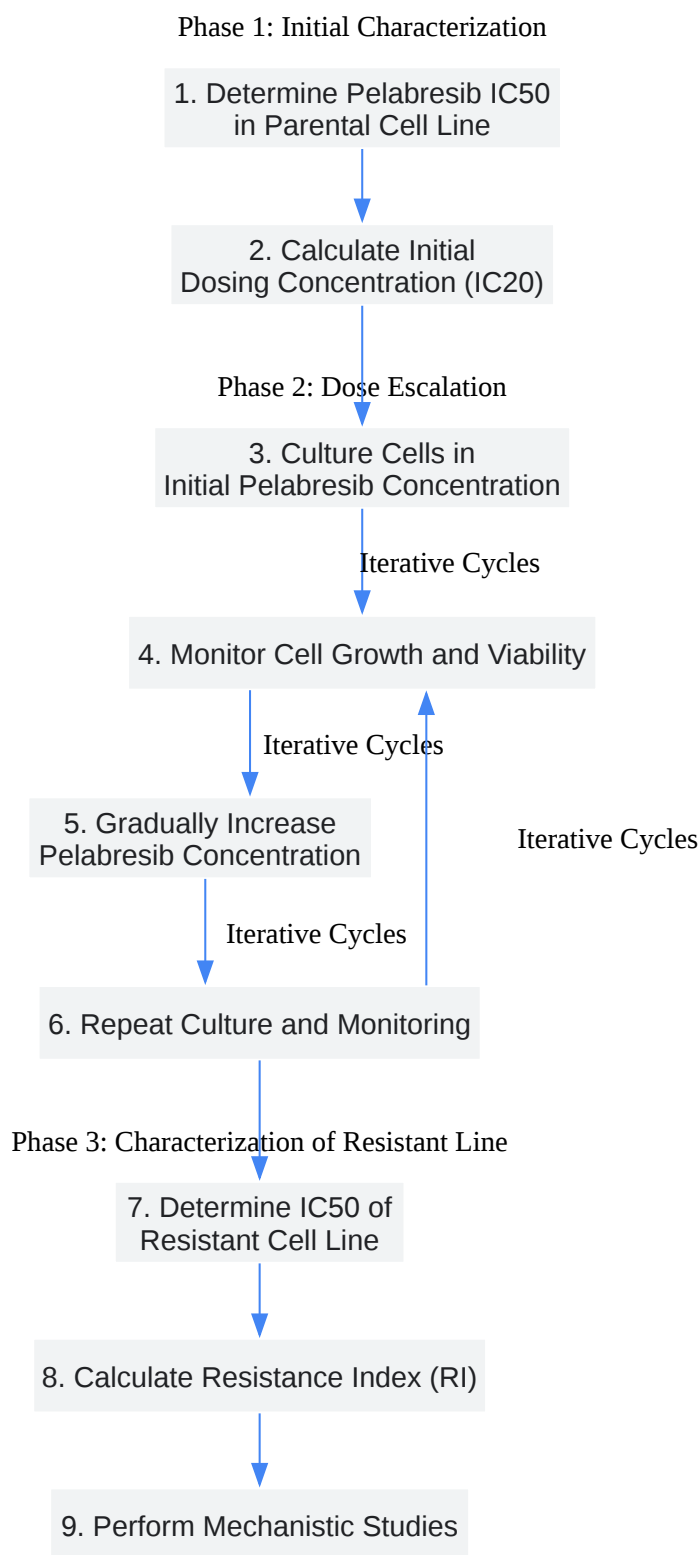 Phase 1: Initial Characterization
1. Determine Pelabresib IC50
in Parental Cell Line
2. Calculate Initial
Dosing Concentration (IC20)
Phase 2: Dose Escalation
3. Culture Cells in
Initial Pelabresib Concentration
Iterative Cycles
4. Monitor Cell Growth and Viability
Iterative Cycles
5. Gradually Increase
Pelabresib Concentration
Iterative Cycles
Iterative Cycles
6. Repeat Culture and Monitoring
Phase 3: Characterization of Resistant Line
7. Determine IC50 of
Resistant Cell Line
8. Calculate Resistance Index (RI)
9. Perform Mechanistic Studies